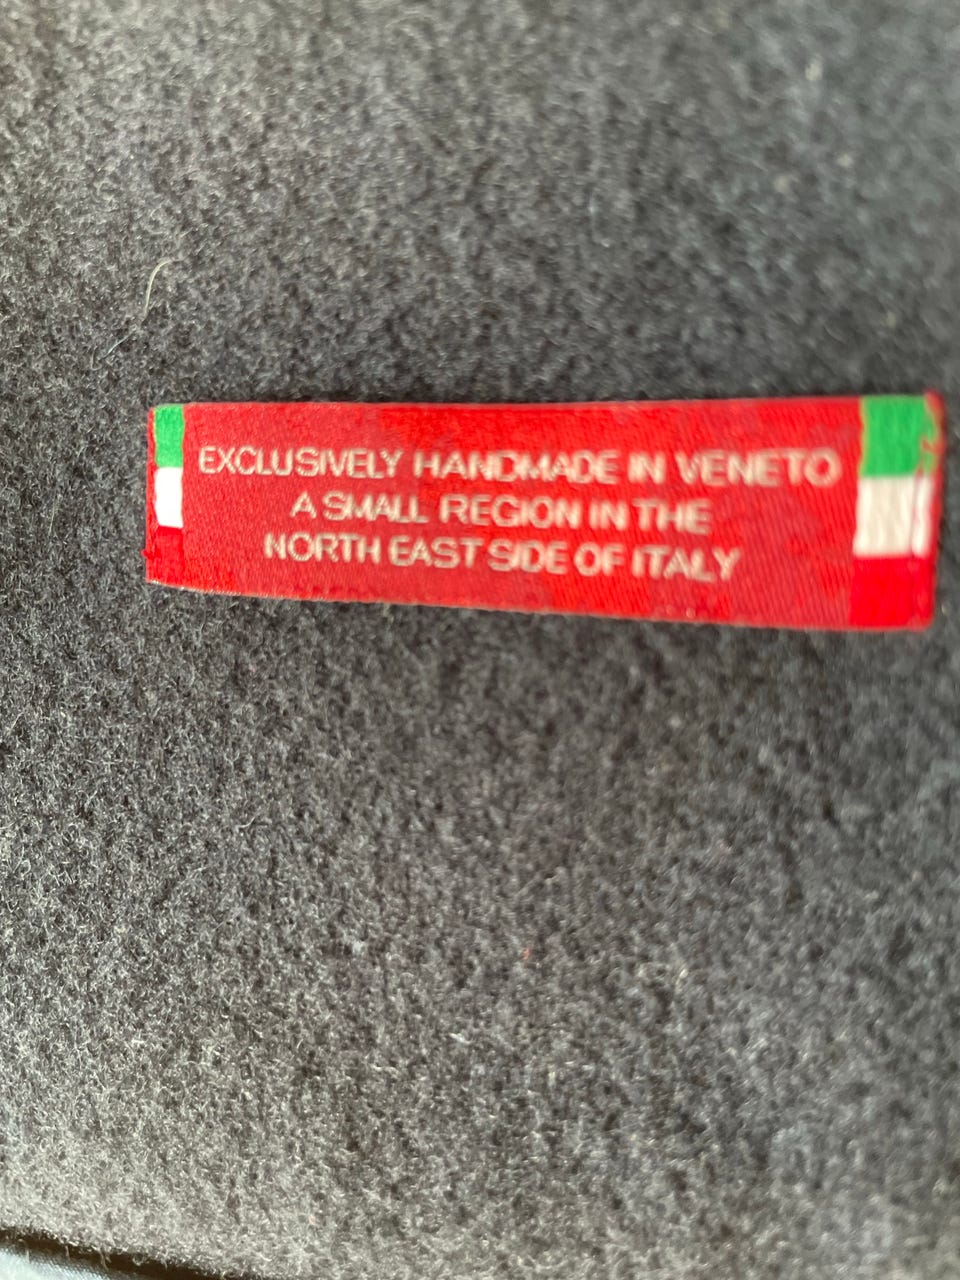 EXCLUSIVELY HANDMADE IN VENETO
A SMALL REGION IN THE
NORTH EAST SIDE OF ITALY